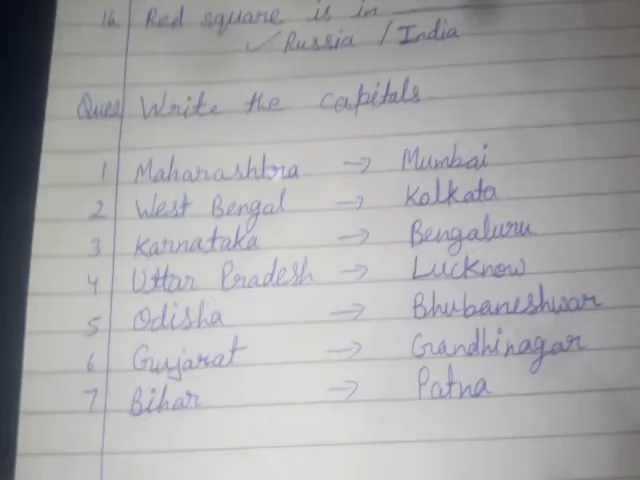 16. Red square is in ________
✓ Russia / India
Ques Write the capitals
1 Maharashtra → Mumbai
2 West Bengal → Kolkata
3 Karnataka → Bengaluru
4 Uttar Pradesh → Lucknow
5 Odisha → Bhubaneshwar
6 Gujarat → Gandhinagar
7 Bihar → Patna